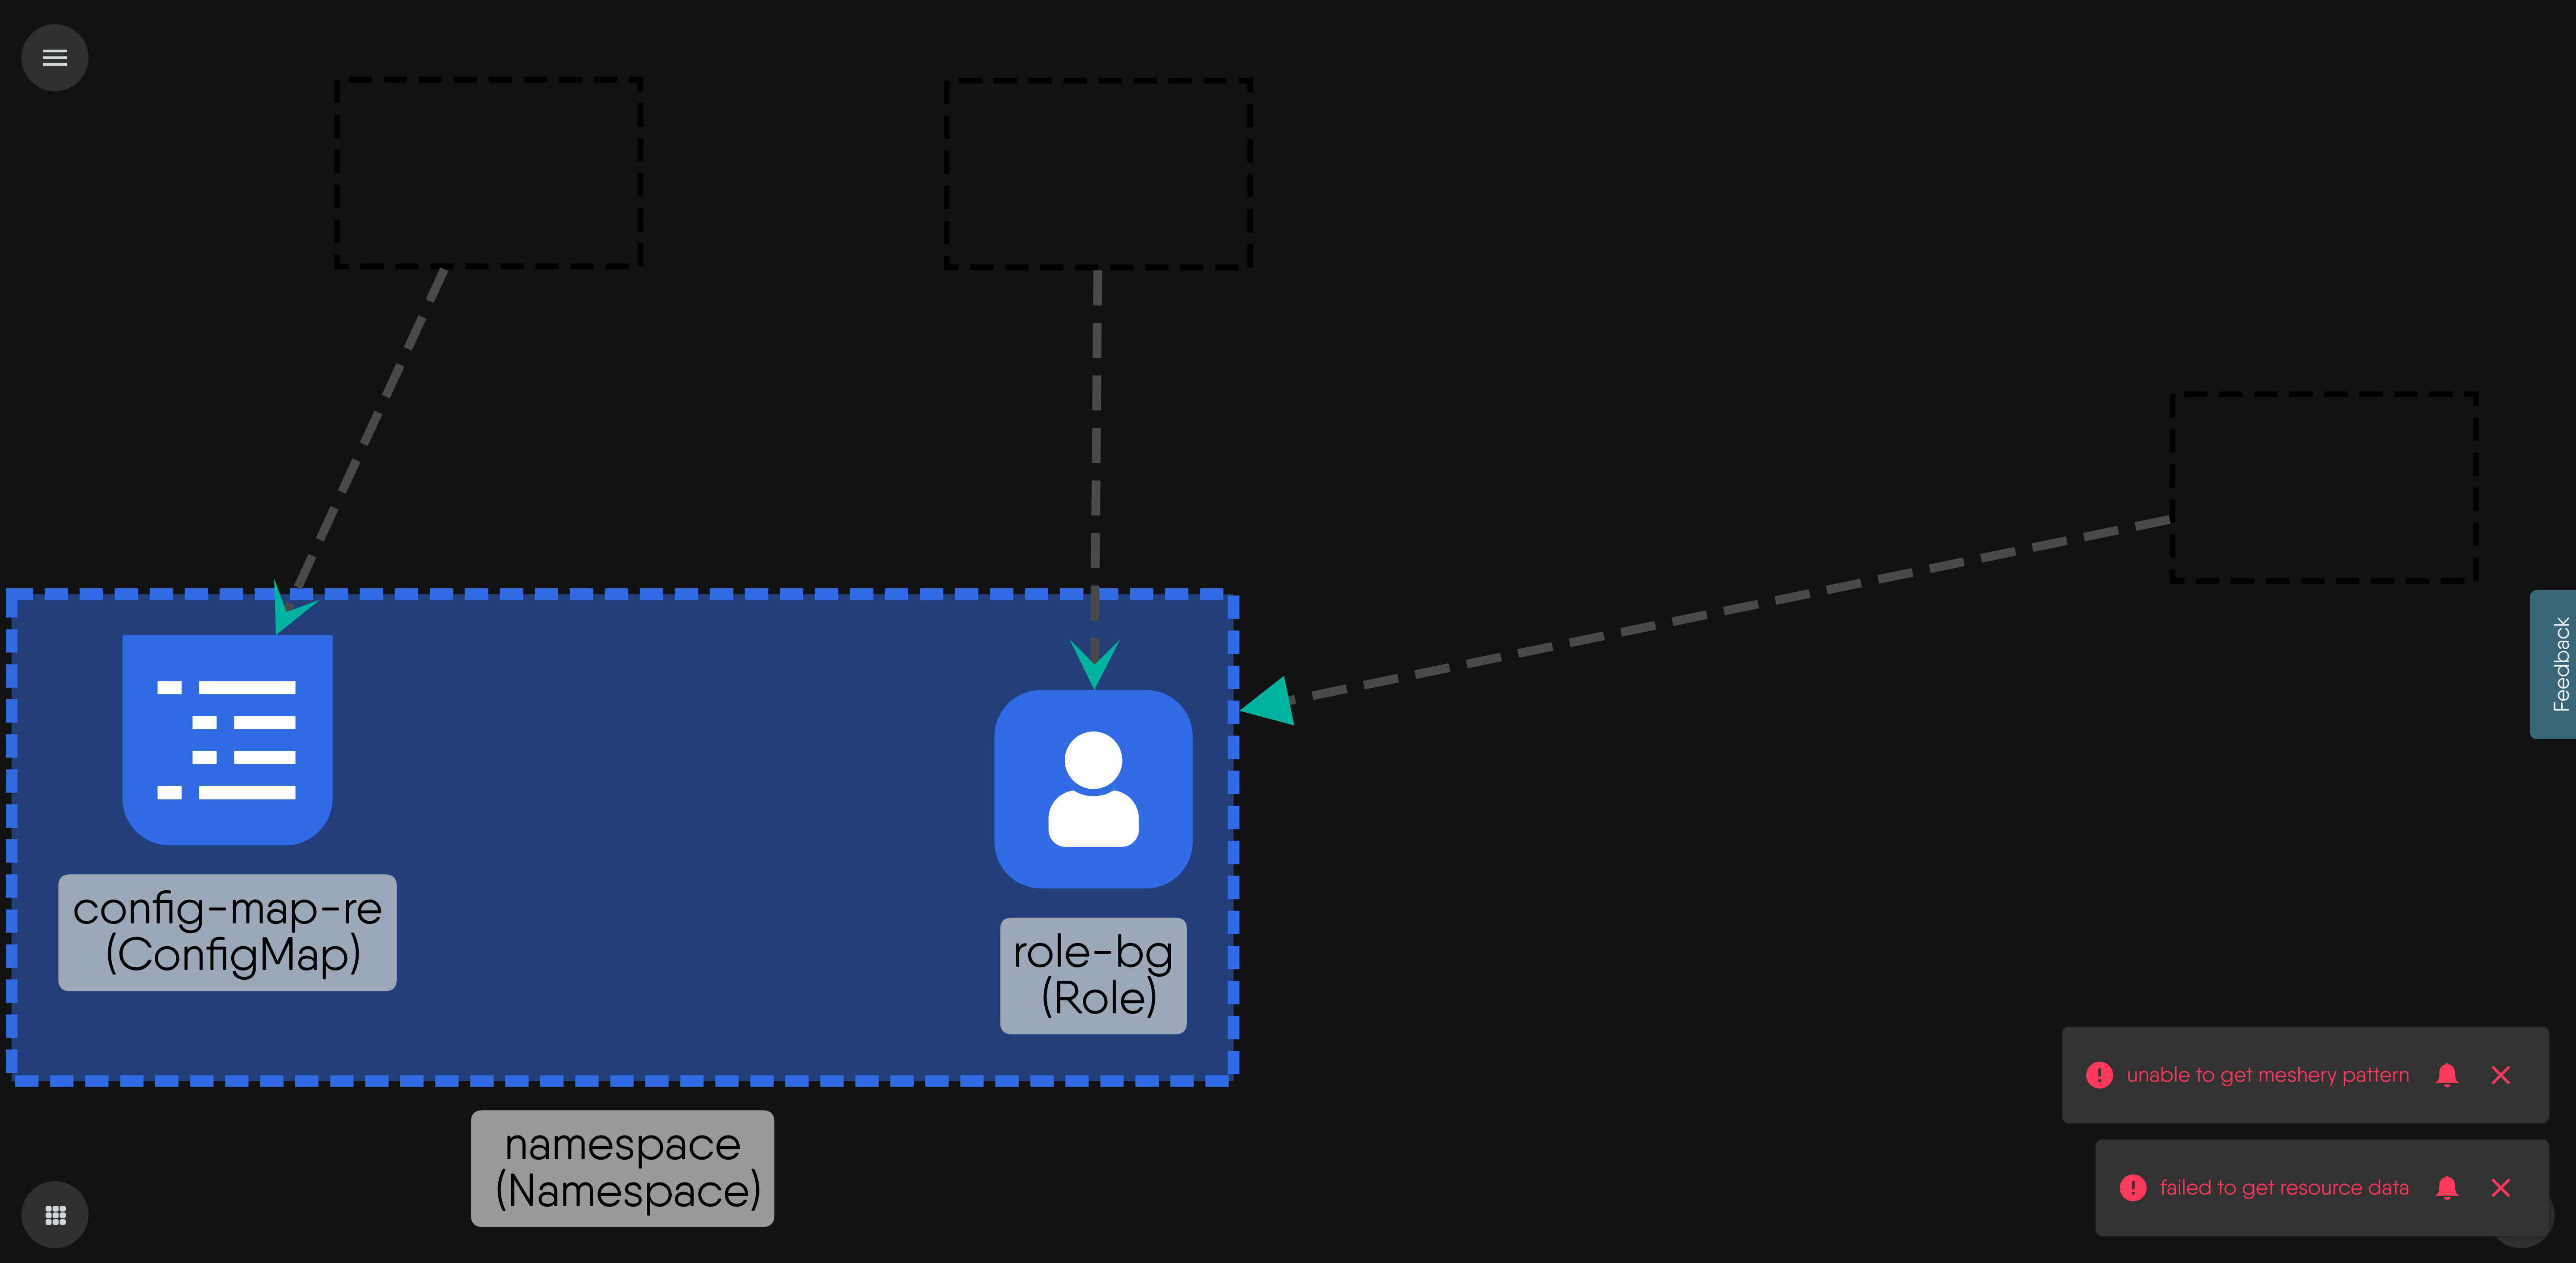 Feedback
config-map-re
(ConfigMap)
role-bg
(Role)
namespace
(Namespace)
unable to get meshery pattern
failed to get resource data